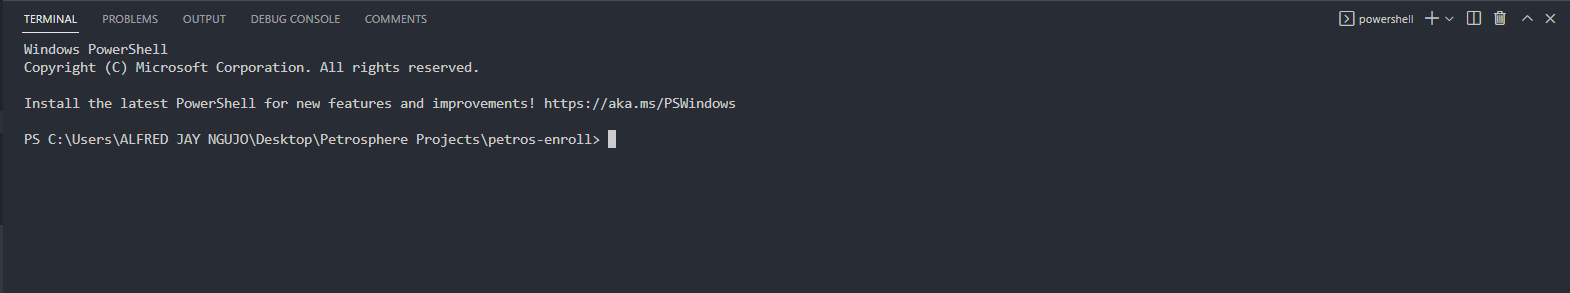 TERMINAL PROBLEMS OUTPUT DEBUG CONSOLE COMMENTS powershell
Windows PowerShell
Copyright (C) Microsoft Corporation. All rights reserved.
Install the latest PowerShell for new features and improvements! https://aka.ms/PSWindows
PS C:\Users\ALFRED JAY NGUJO\Desktop\Petrosphere Projects\petros-enroll>